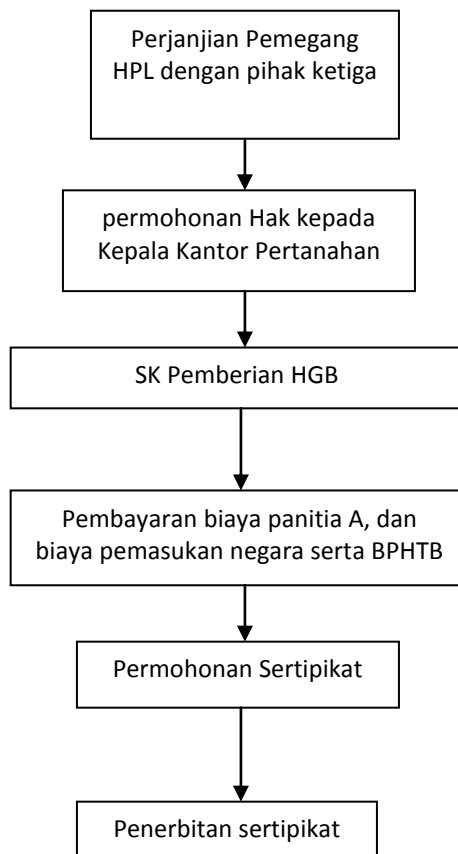 Perjanjian Pemegang
HPL dengan pihak ketiga
permohonan Hak kepada
Kepala Kantor Pertanahan
SK Pemberian HGB
Pembayaran biaya panitia A, dan
biaya pemasukan negara serta BPHTB
Permohonan Sertipikat
Penerbitan sertipikat